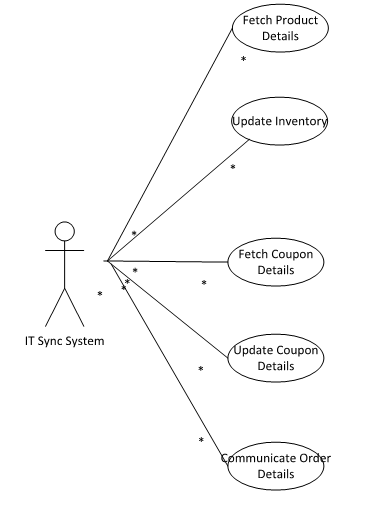 Fetch Product
Details
*
Update Inventory
*
*
Fetch Coupon
Details
*
*
*
*
*
IT Sync System
Update Coupon
Details
*
*
Communicate Order
Details